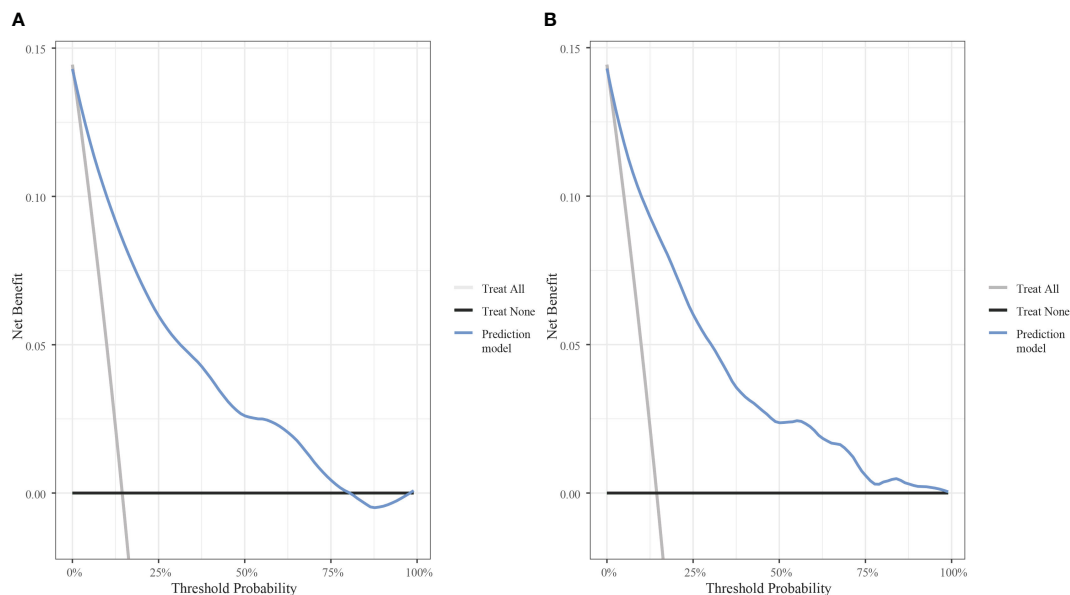 A
0.15
0.10
0.05
0.00
Net Benefit
0%
25%
50%
75%
100%
Threshold Probability
Treat All
Treat None
Prediction
model
B
0.15
0.10
0.05
0.00
Net Benefit
0%
25%
50%
75%
100%
Threshold Probability
Treat All
Treat None
Prediction
model